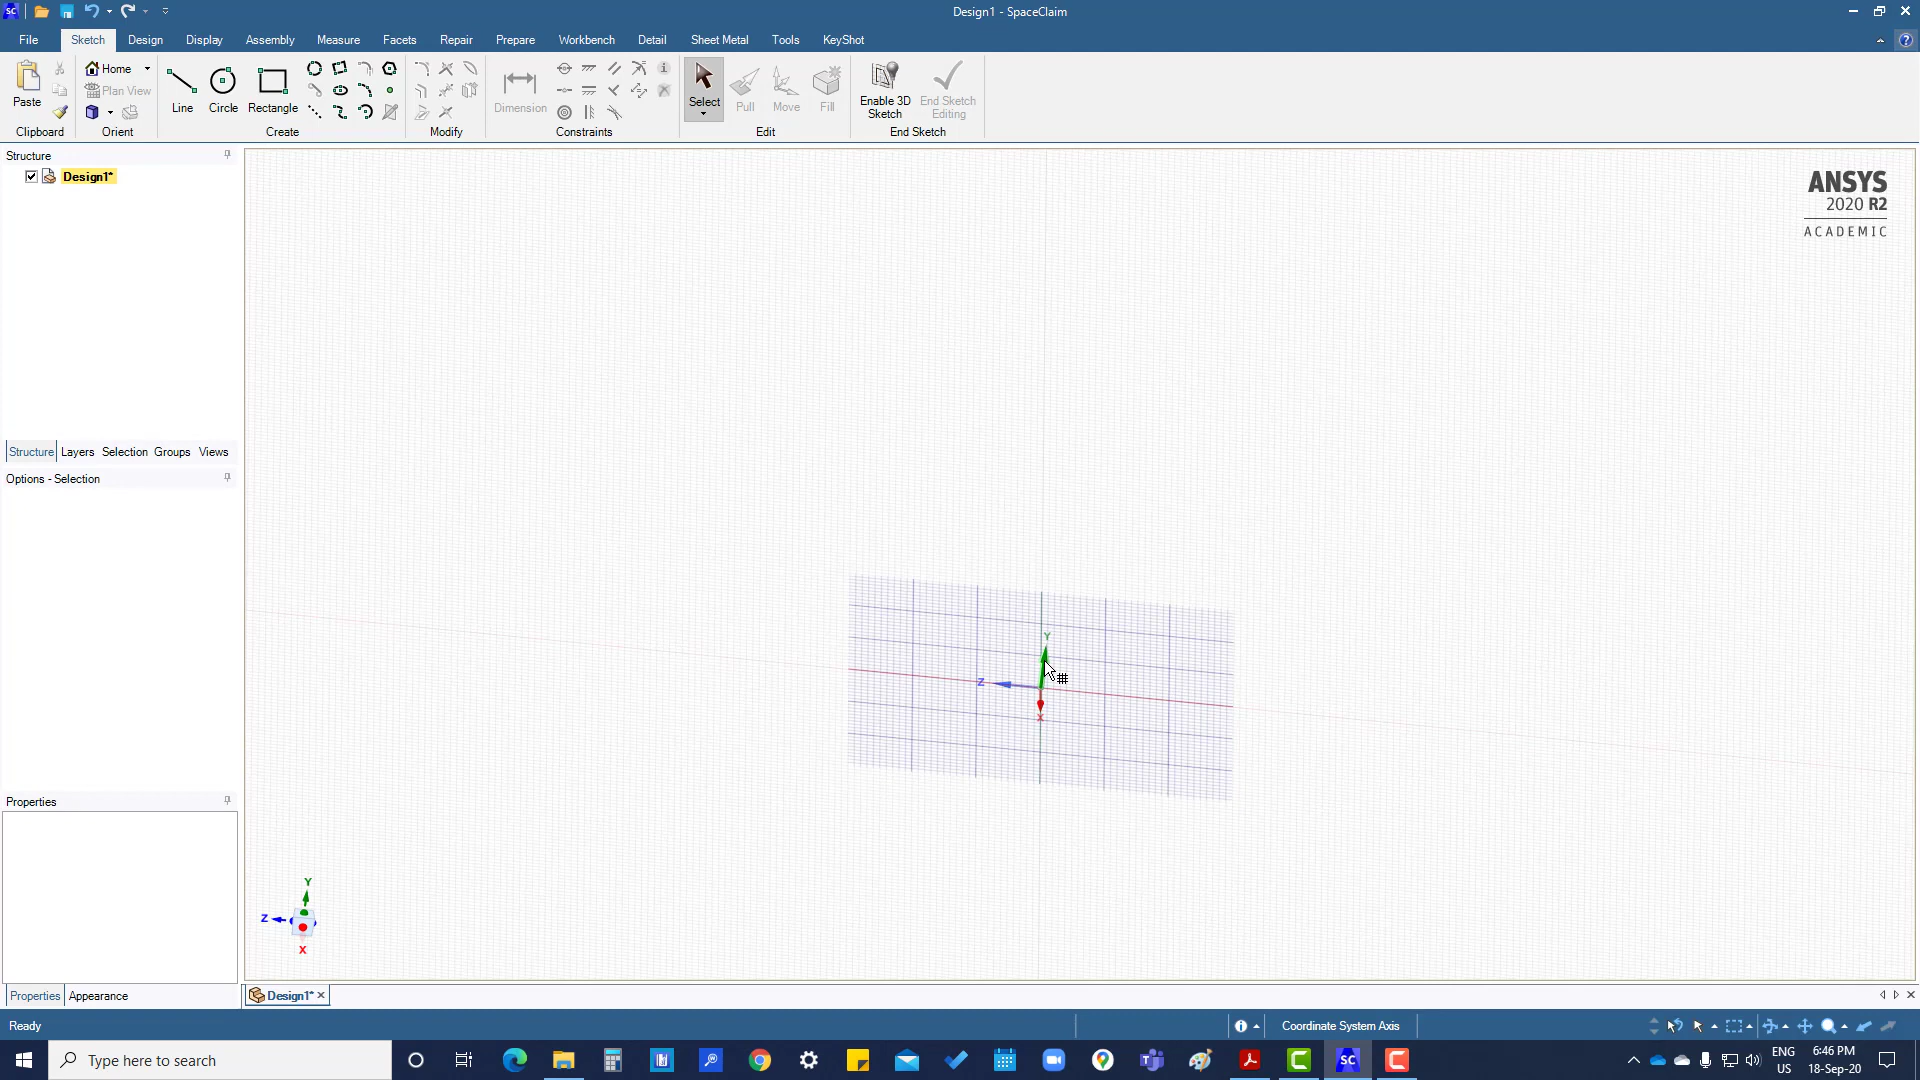 SC
Design1 - SpaceClaim
File Sketch Design Display Assembly Measure Facets Repair Prepare Workbench Detail Sheet Metal Tools KeyShot
Paste Home Plan View Line Circle Rectangle Dimension Select Pull Move Fill Enable 3D Sketch End Sketch Editing
Clipboard Orient Create Modify Constraints Edit End Sketch
Structure
Design1*
ANSYS
2020 R2
ACADEMIC
Structure Layers Selection Groups Views
Options - Selection
Y
Z
X
Properties
Y
Z
X
Properties Appearance
Design1*
Ready
Coordinate System Axis
Type here to search
SC
ENG
US
6:46 PM
18-Sep-20